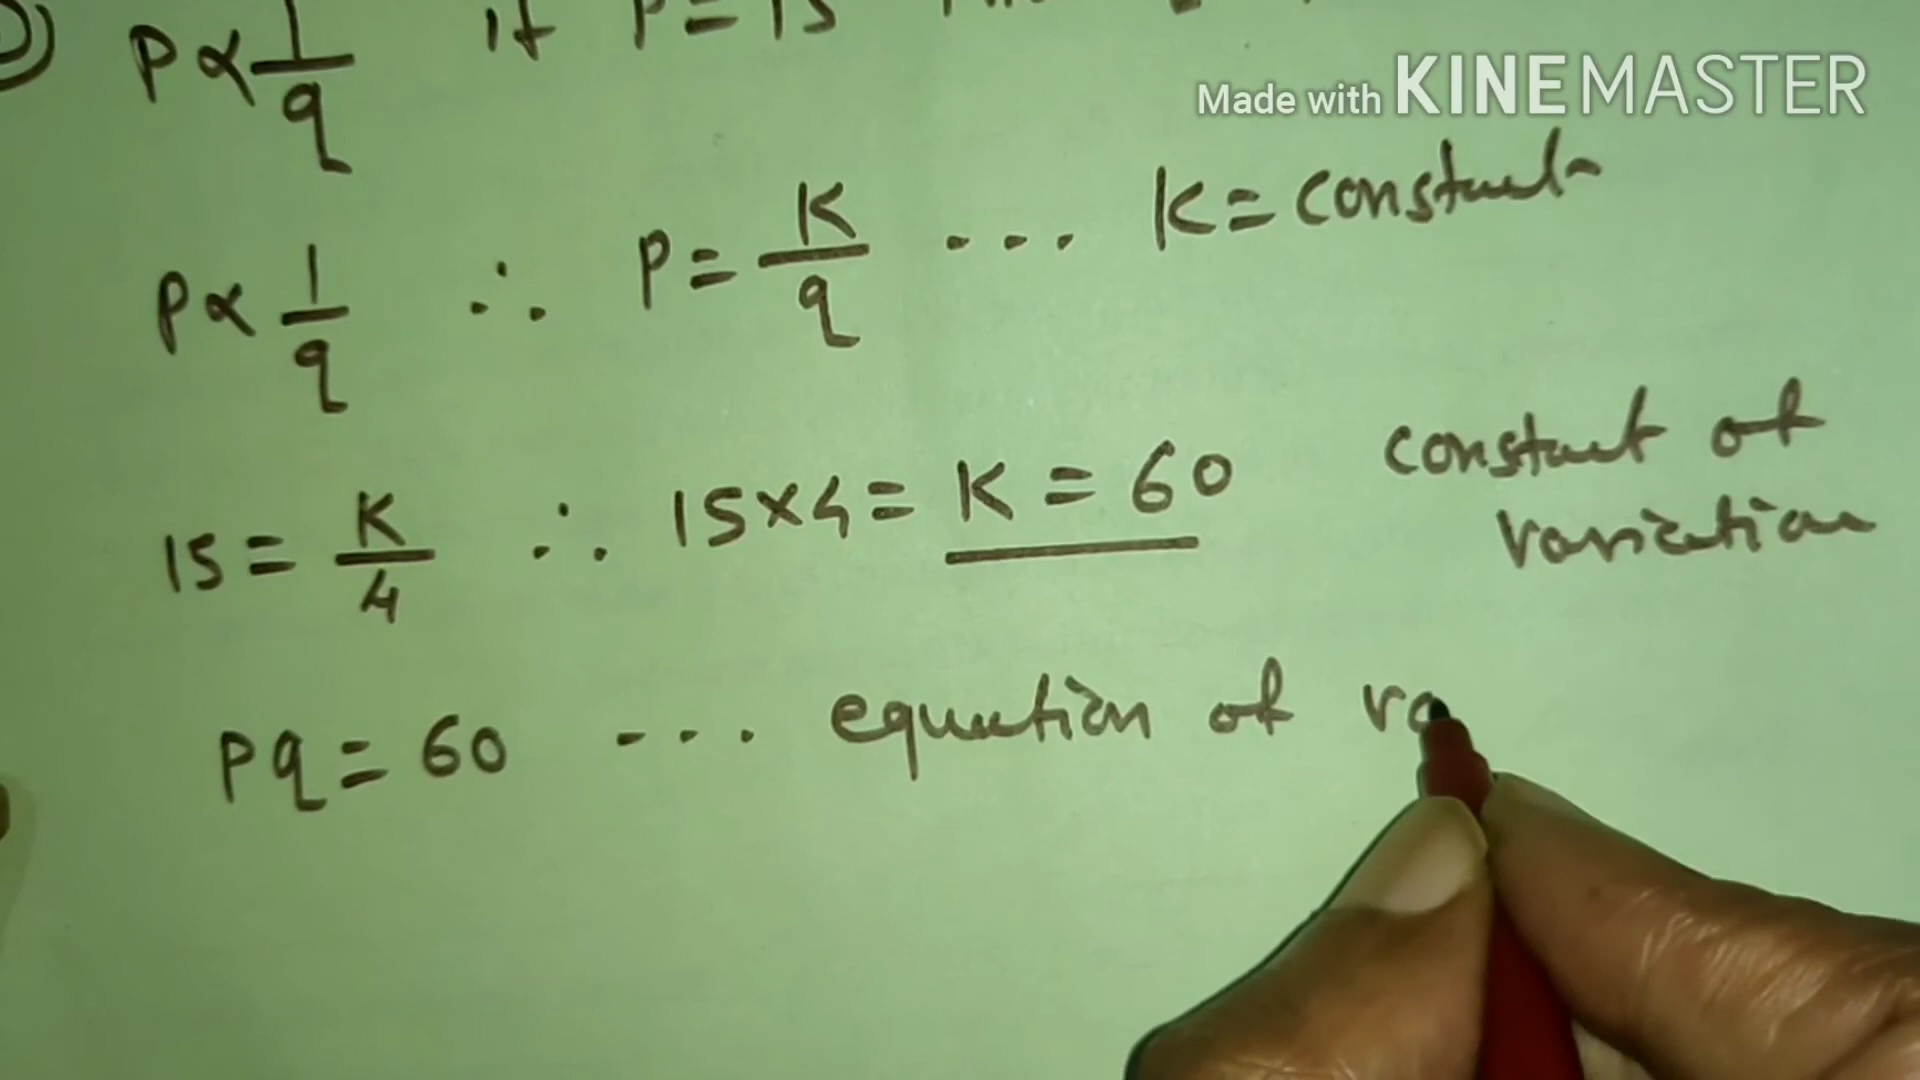 P ∝ 1/q if P = 15
Made with KINEMASTER
P ∝ 1/q ∴ P = K/q ... K = constant
15 = K/4 ∴ 15×4 = K = 60 constant of
variation
Pq = 60 ... equation of va